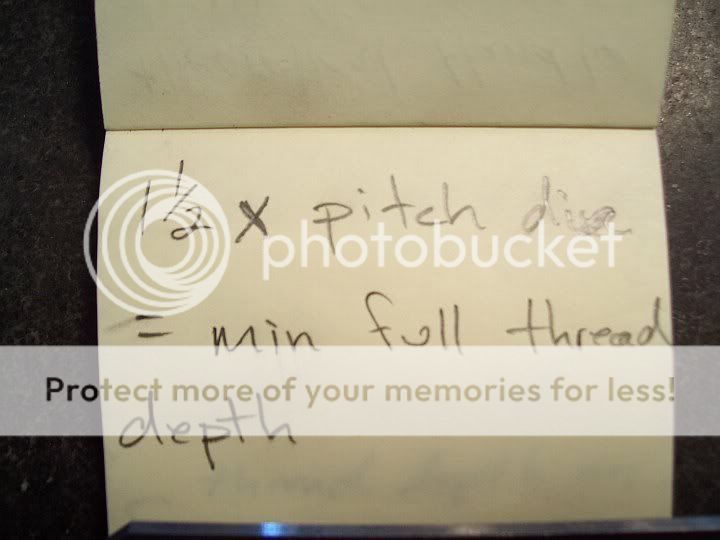 1½ x pitch dia
photobucket
= min full thread
Protect more of your memories for less!
depth